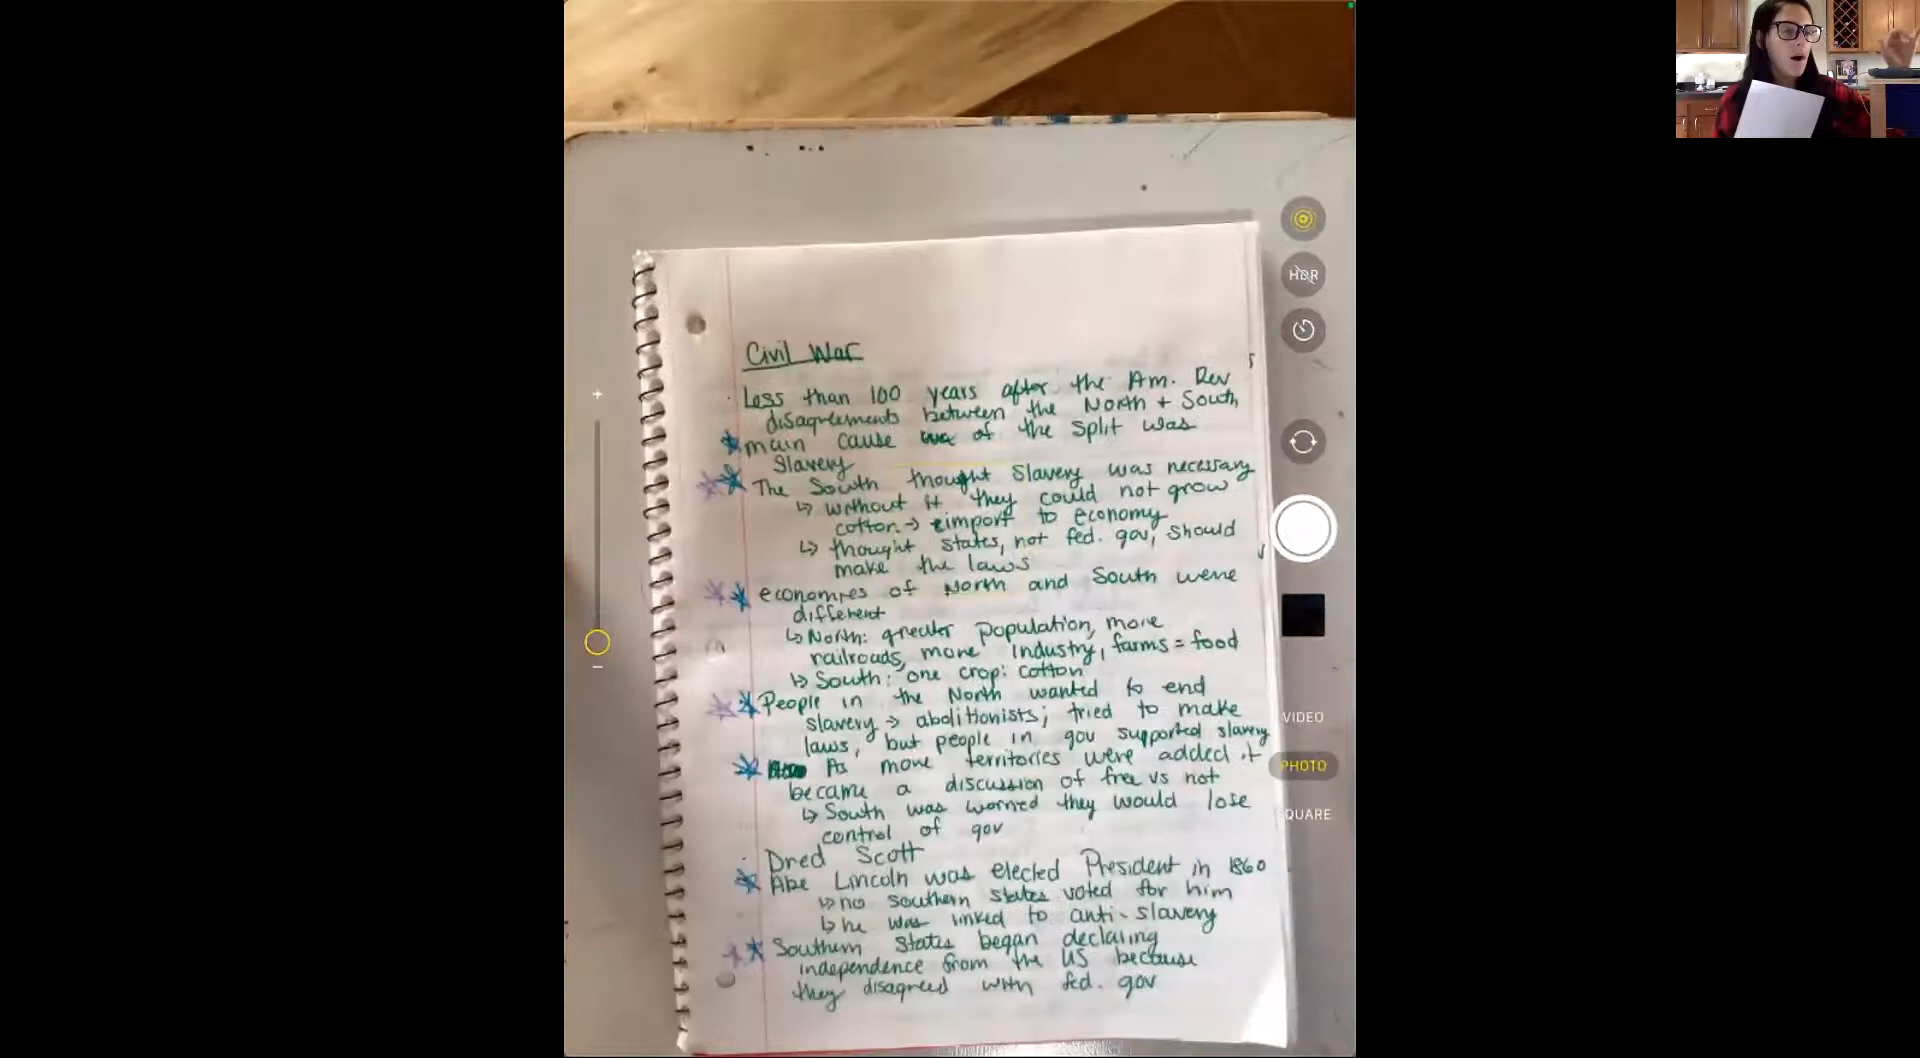 HDR
Civil War
Less than 100 years after the Am. Rev
disagreements between the North + South
main cause of the split was
Slavery
The South thought Slavery was necessary
↳ without it they could not grow
cotton → import to economy
↳ thought states, not fed. gov, should
make the laws
economies of North and South were
different
↳ North: greater population, more
railroads, more industry, farms = food
↳ South: one crop: cotton
People in the North wanted to end
slavery → abolitionists; tried to make
laws, but people in gov supported slavery
As more territories were added it
became a discussion of free vs not
↳ South was worried they would lose
control of gov
Dred Scott
Abe Lincoln was elected President in 1860
↳ no southern states voted for him
↳ he was linked to anti-slavery
Southern States began declaring
independence from the US because
they disagreed with fed. gov
VIDEO
PHOTO
QUARE